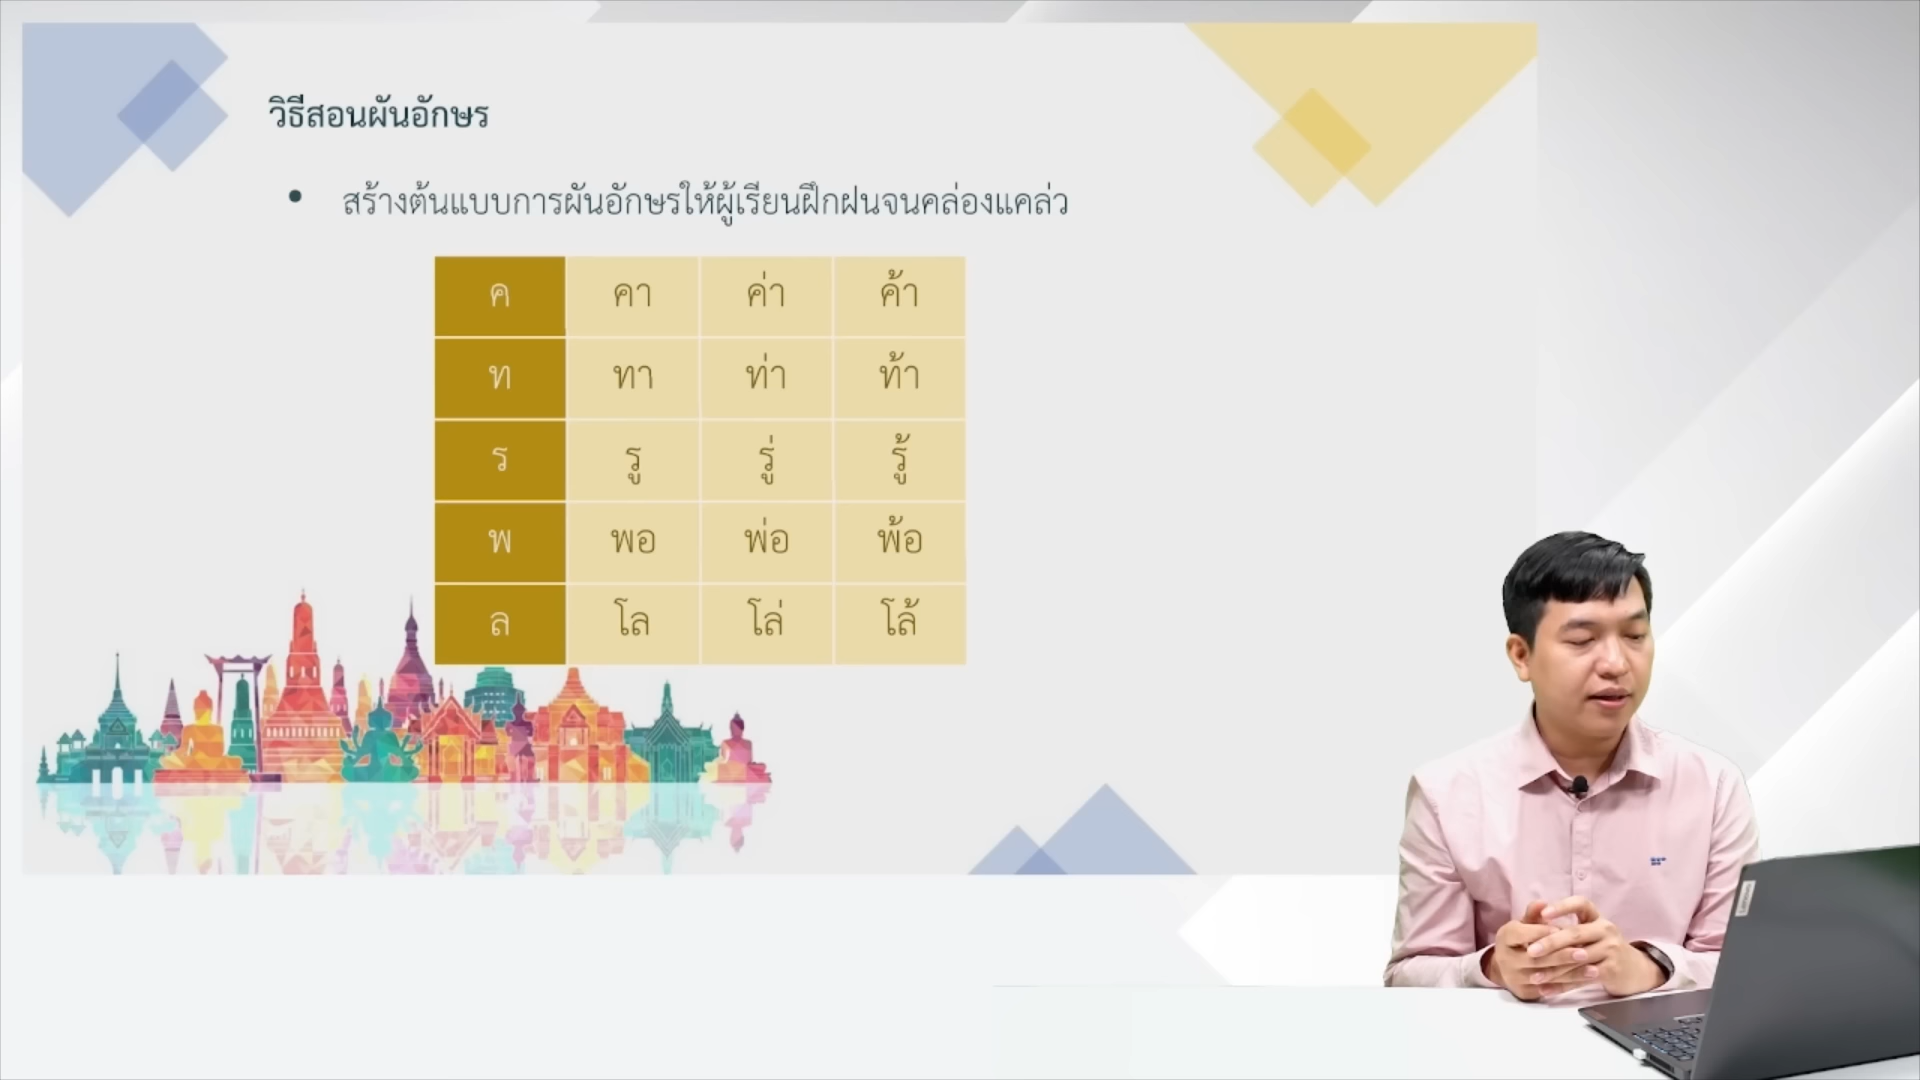 วิธีสอนผันอักษร
• สร้างต้นแบบการผันอักษรให้ผู้เรียนฝึกฝนจนคล่องแคล่ว
ค คา ค่า ค้า
ท ทา ท่า ท้า
ร รู รู่ รู้
พ พอ พ่อ พ้อ
ล โล โล่ โล้